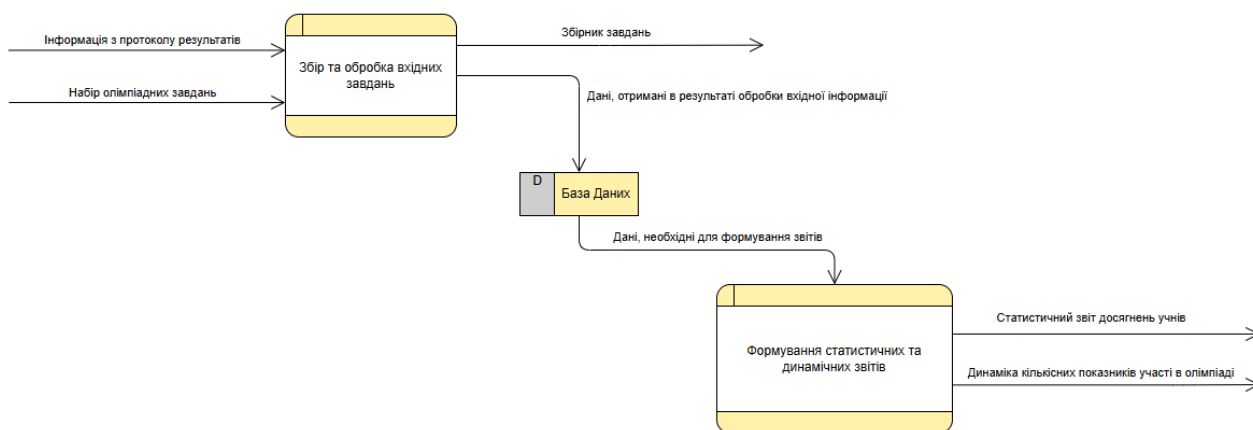 Інформація з протоколу результатів
Збірник завдань
Збір та обробка вхідних
завдань
Набір олімпіадних завдань
Дані, отримані в результаті обробки вхідної інформації
D
База Даних
Дані, необхідні для формування звітів
Статистичний звіт досягнень учнів
Формування статистичних та
динамічних звітів
Динаміка кількісних показників участі в олімпіаді